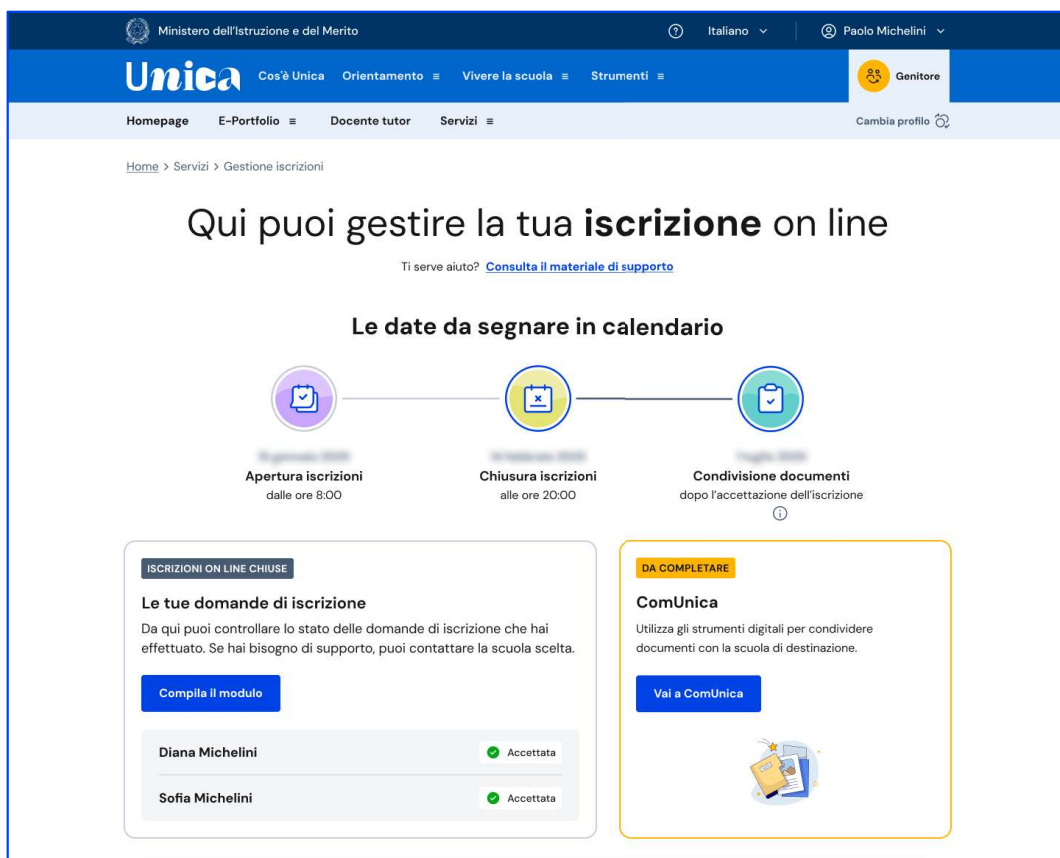 Ministero dell'Istruzione e del Merito
Italiano
Paolo Michelini
Unica
Cos'è Unica
Orientamento
Vivere la scuola
Strumenti
Genitore
Homepage
E-Portfolio
Docente tutor
Servizi
Cambia profilo
Home > Servizi > Gestione iscrizioni
Qui puoi gestire la tua iscrizione on line
Ti serve aiuto? Consulta il materiale di supporto
Le date da segnare in calendario
Apertura iscrizioni
dalle ore 8:00
Chiusura iscrizioni
alle ore 20:00
Condivisione documenti
dopo l'accettazione dell'iscrizione
ISCRIZIONI ON LINE CHIUSE
Le tue domande di iscrizione
Da qui puoi controllare lo stato delle domande di iscrizione che hai
effettuato. Se hai bisogno di supporto, puoi contattare la scuola scelta.
Compila il modulo
Diana Michelini
Accettata
Sofia Michelini
Accettata
DA COMPLETARE
ComUnica
Utilizza gli strumenti digitali per condividere
documenti con la scuola di destinazione.
Vai a ComUnica